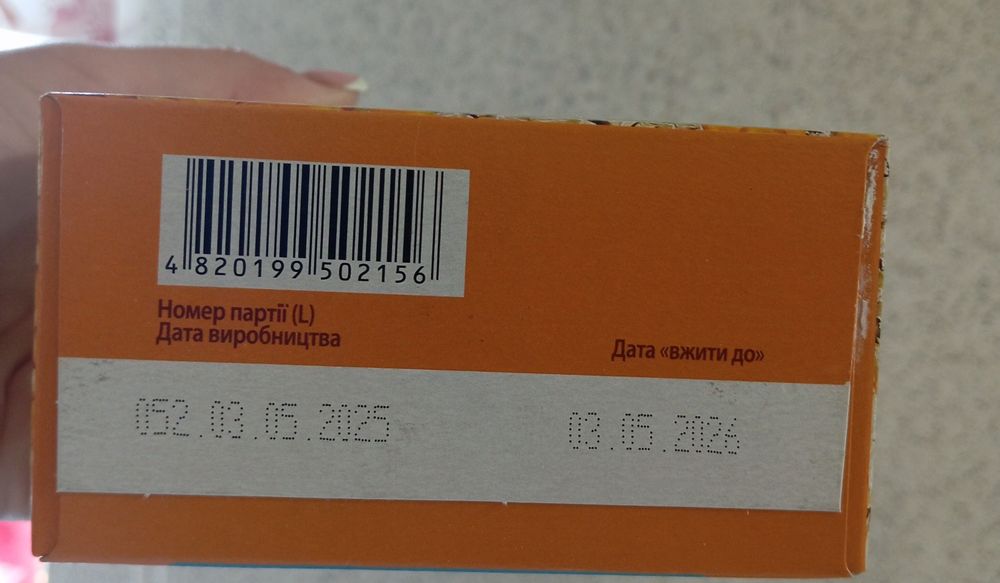 4 820199 502156
Номер партії (L)
Дата виробництва
Дата «вжити до»
052.03.05.2025
03.05.2026